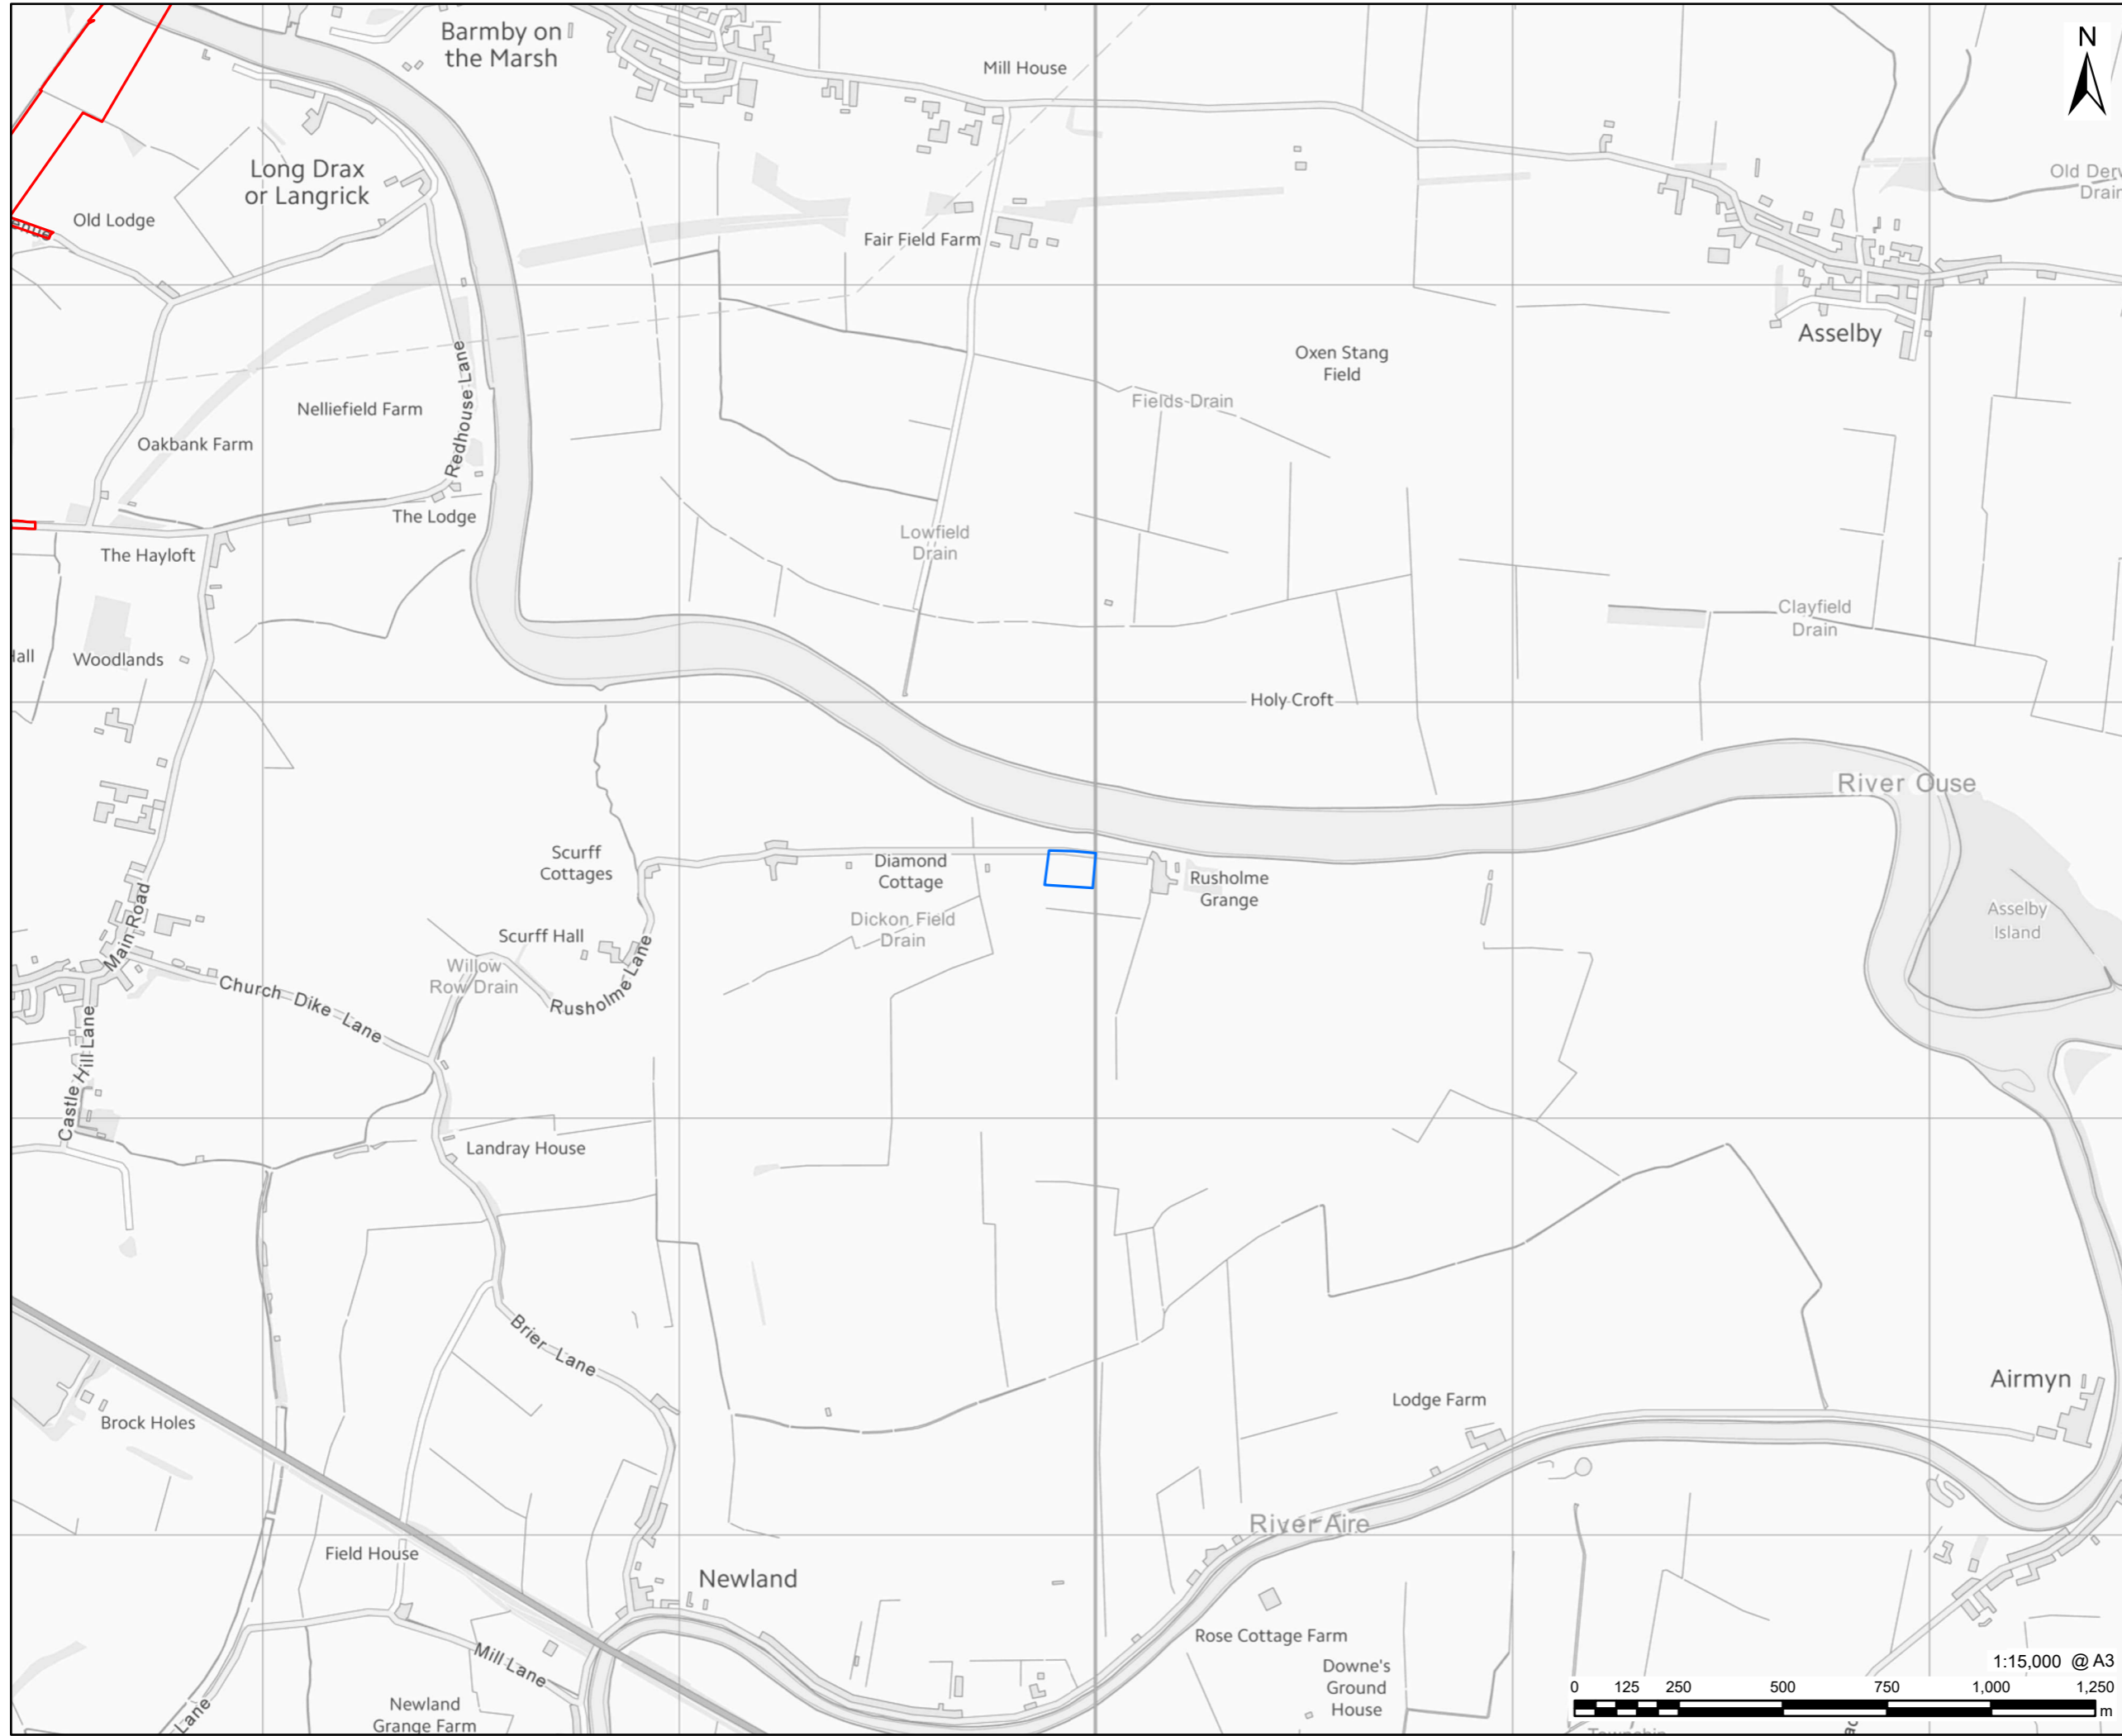 Barmby on
the Marsh
Mill House
N
Long Drax
or Langrick
Old Lodge
Old Derw
Drain
Fair Field Farm
Asselby
Oxen Stang
Field
Redhouse Lane
Nelliefield Farm
Fields Drain
Oakbank Farm
The Lodge
Lowfield
Drain
The Hayloft
Clayfield
Drain
Hall
Woodlands
Holy Croft
River Ouse
Scurff
Cottages
Diamond
Cottage
Rusholme
Grange
Main Road
Dickon Field
Drain
Asselby
Island
Scurff Hall
Willow
Row Drain
Rusholme Lane
Church Dike Lane
Castle Hill Lane
Landray House
Brier Lane
Airmyn
Lodge Farm
Brock Holes
River Aire
Field House
Newland
Rose Cottage Farm
Mill Lane
Downe's
Ground
House
1:15,000 @ A3
0 125 250 500 750 1,000 1,250
m
Newland
Grange Farm
Lane